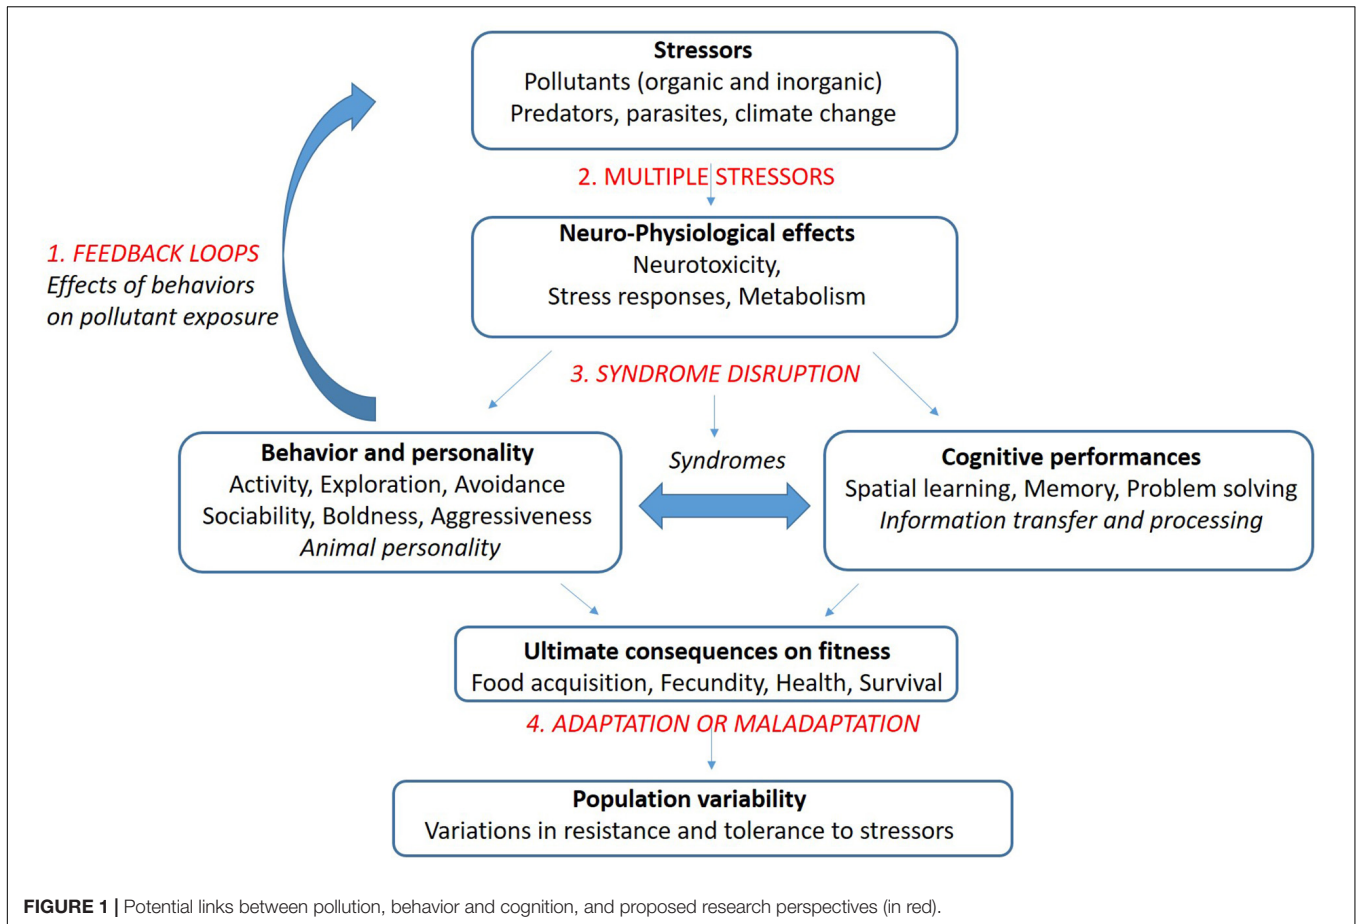 Stressors
Pollutants (organic and inorganic)
Predators, parasites, climate change
2. MULTIPLE STRESSORS
Neuro-Physiological effects
Neurotoxicity,
Stress responses, Metabolism
1. FEEDBACK LOOPS
Effects of behaviors
on pollutant exposure
3. SYNDROME DISRUPTION
Behavior and personality
Activity, Exploration, Avoidance
Sociability, Boldness, Aggressiveness
Animal personality
Syndromes
Cognitive performances
Spatial learning, Memory, Problem solving
Information transfer and processing
Ultimate consequences on fitness
Food acquisition, Fecundity, Health, Survival
4. ADAPTATION OR MALADAPTATION
Population variability
Variations in resistance and tolerance to stressors
FIGURE 1 | Potential links between pollution, behavior and cognition, and proposed research perspectives (in red).